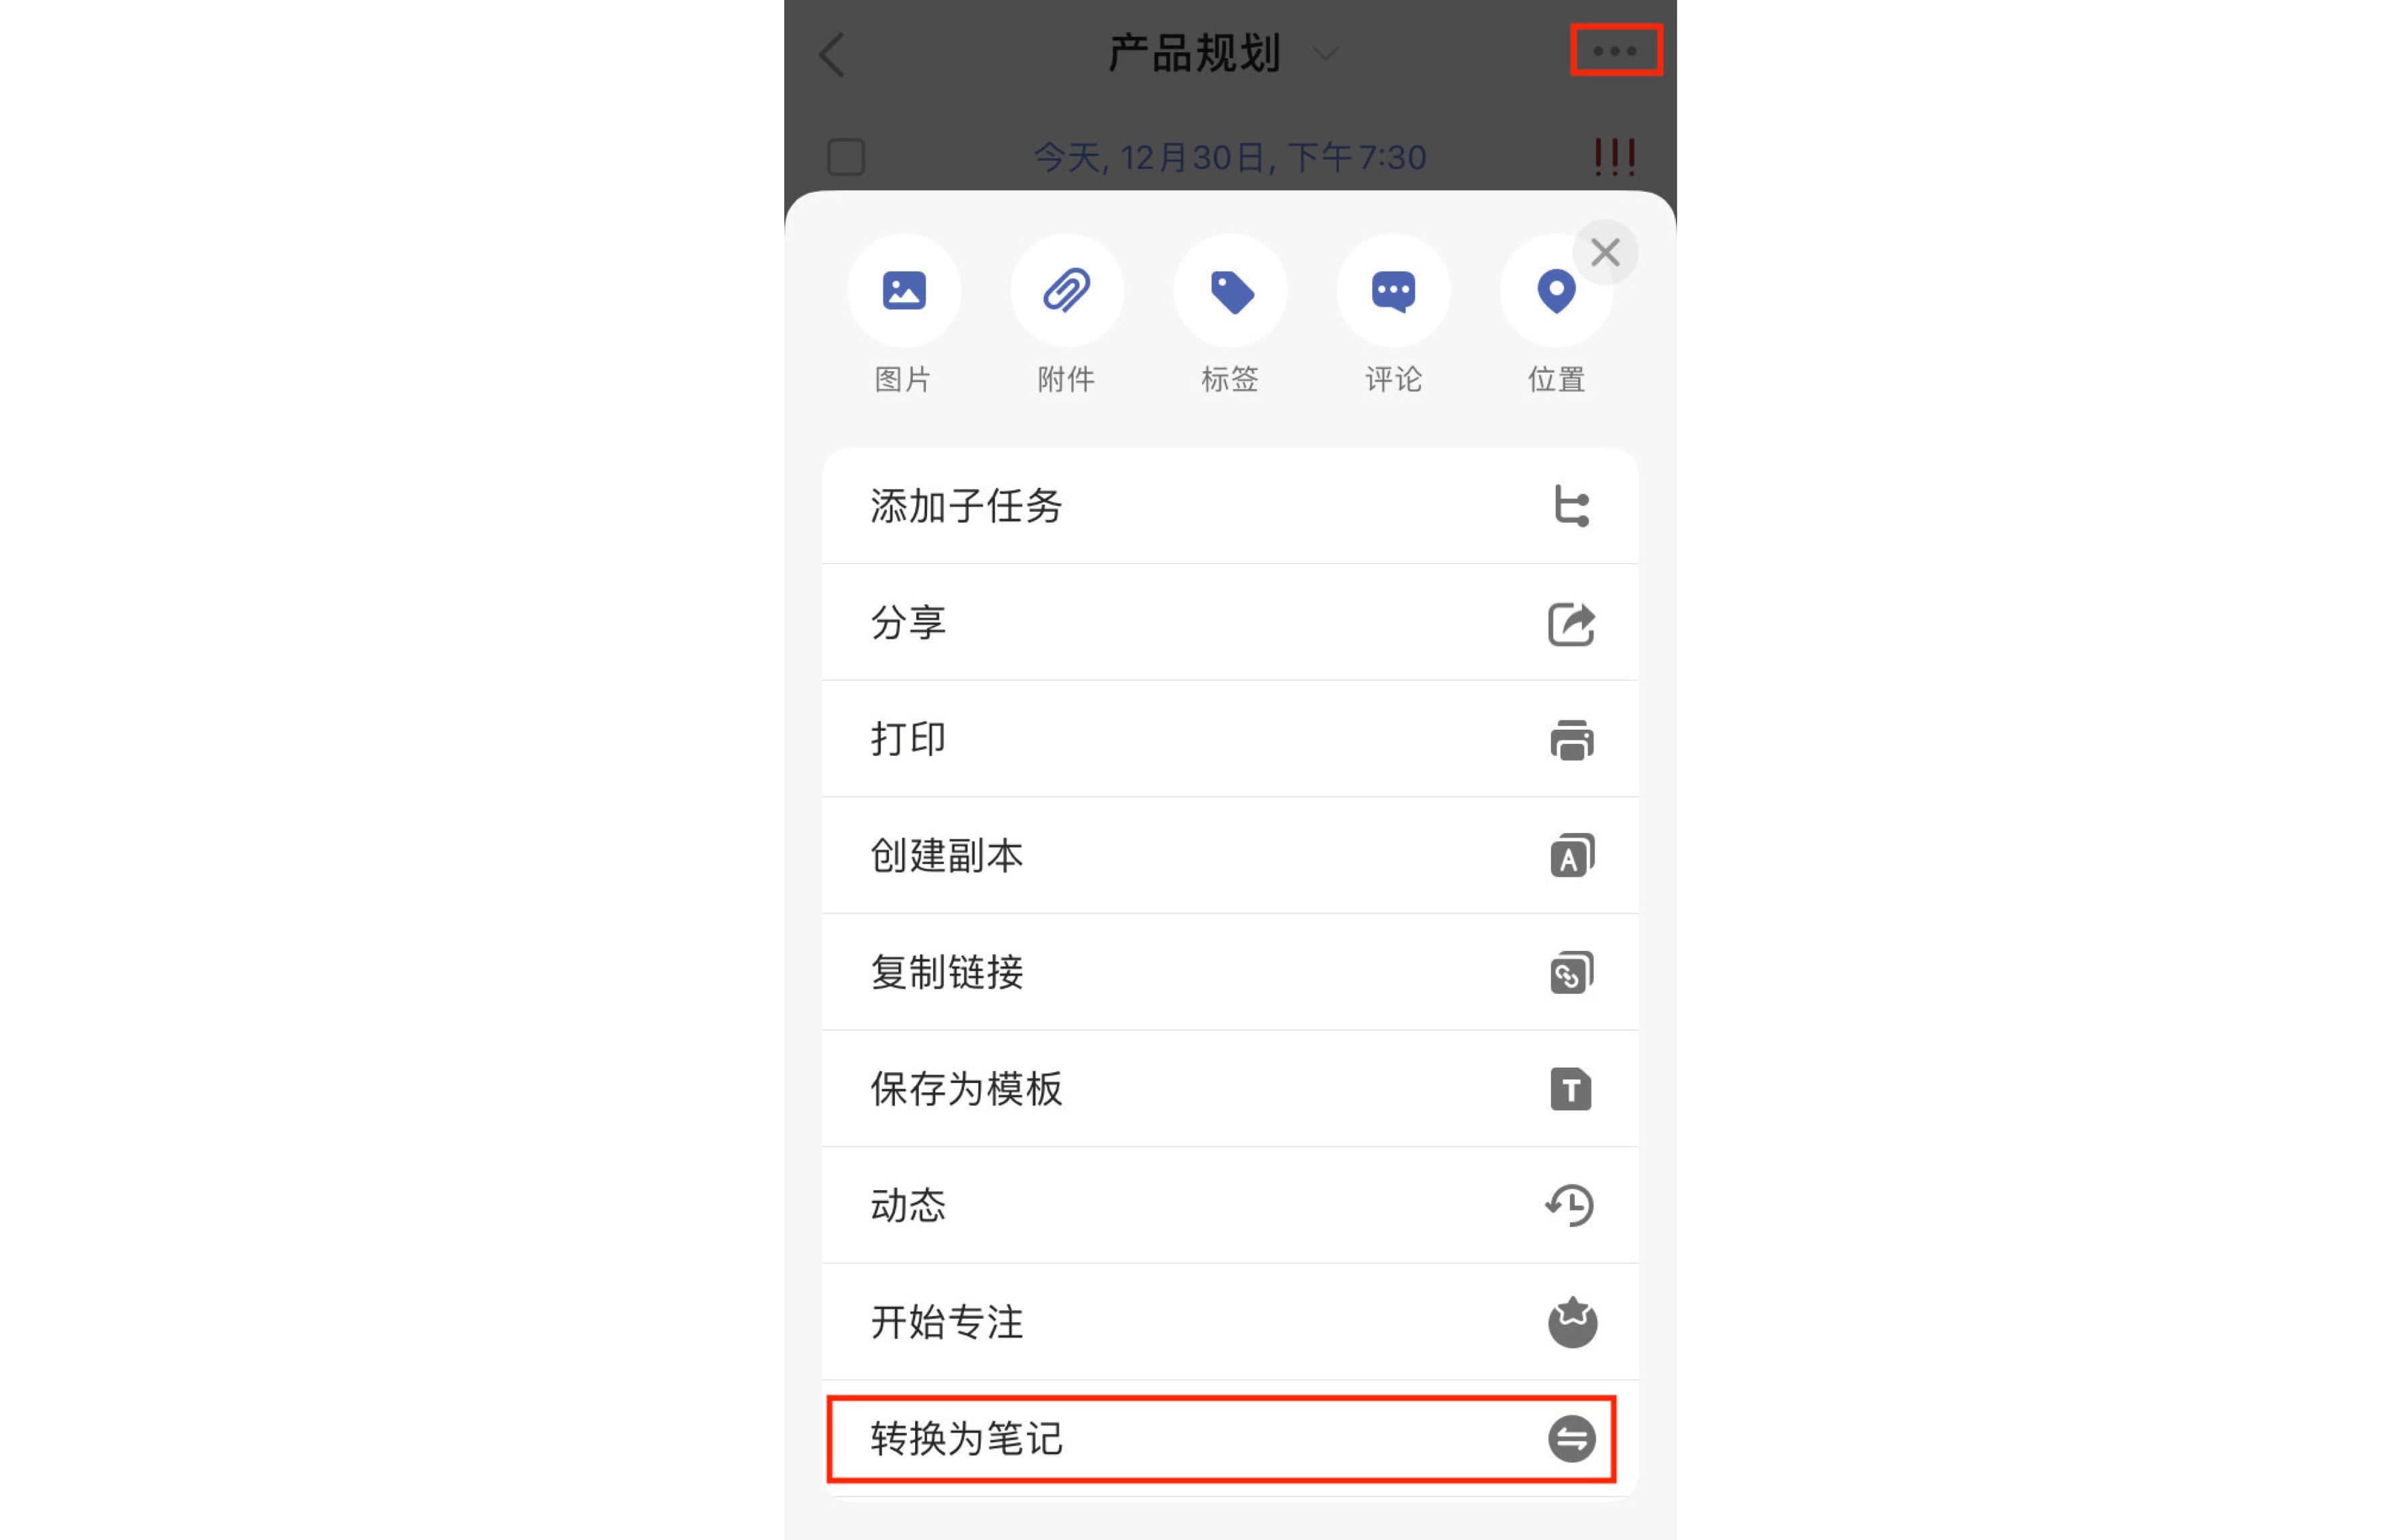 产品规划
今天, 12月30日, 下午7:30
图片 附件 标签 评论 位置
添加子任务
分享
打印
创建副本
复制链接
保存为模板
动态
开始专注
转换为笔记